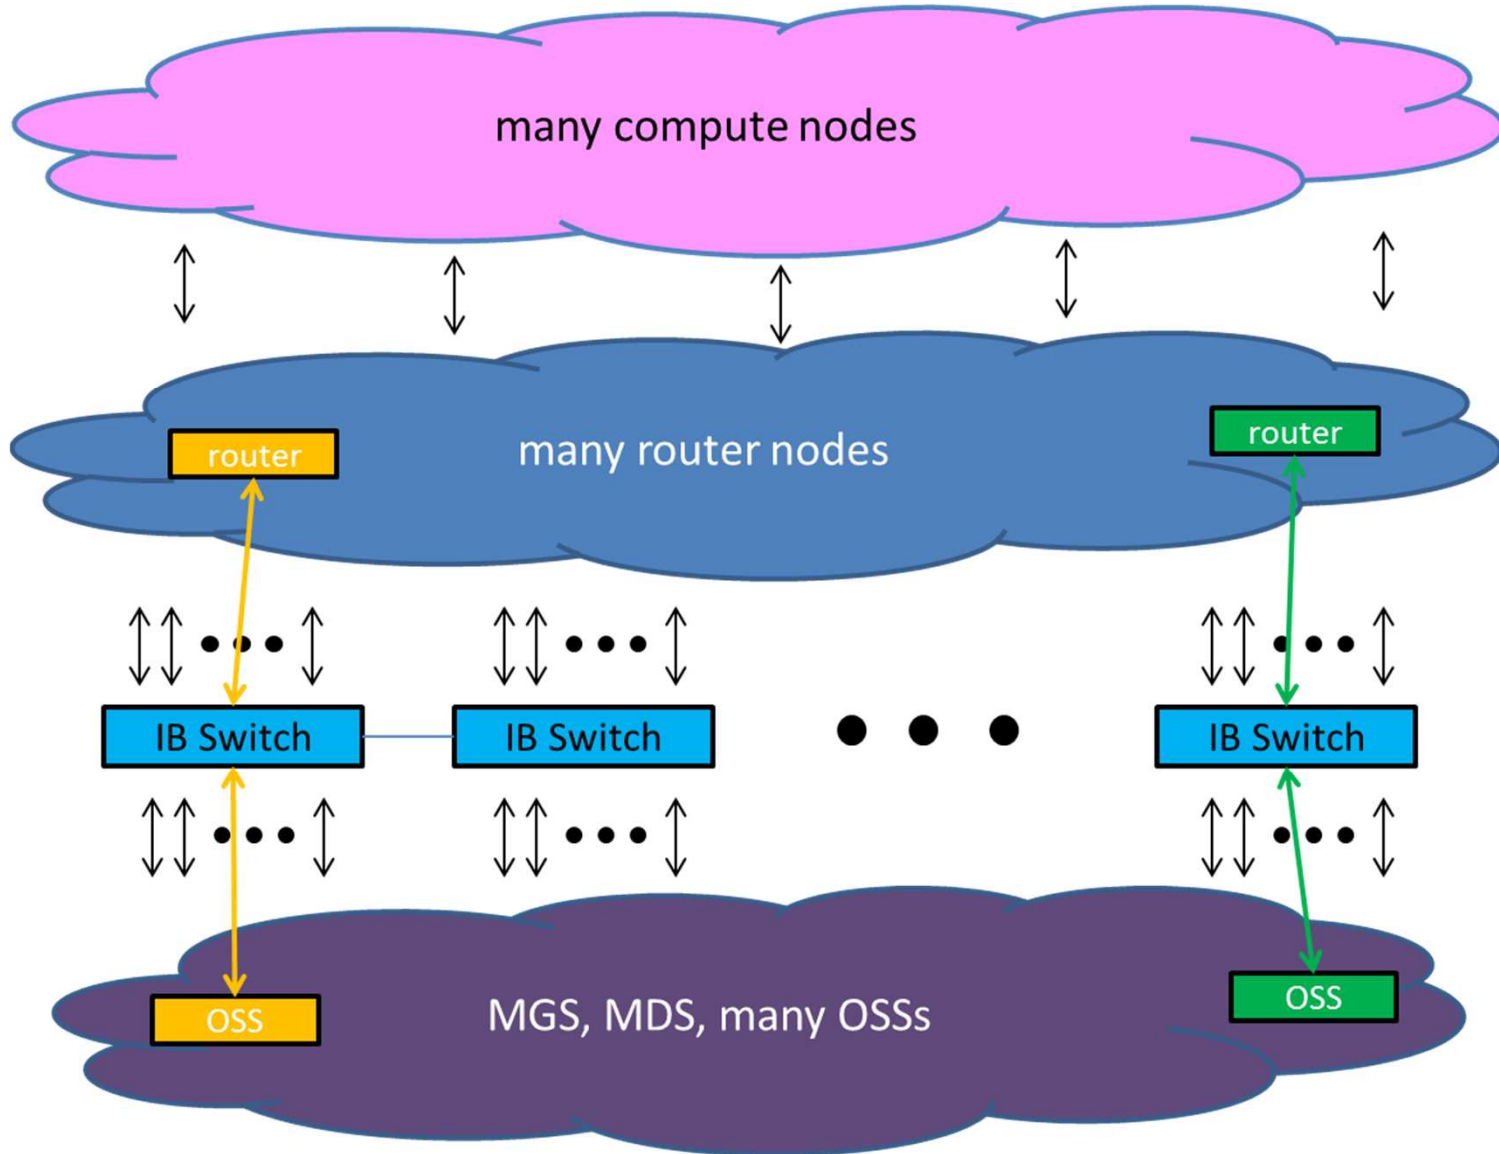 many compute nodes
router
many router nodes
router
IB Switch
IB Switch
IB Switch
OSS
MGS, MDS, many OSSs
OSS